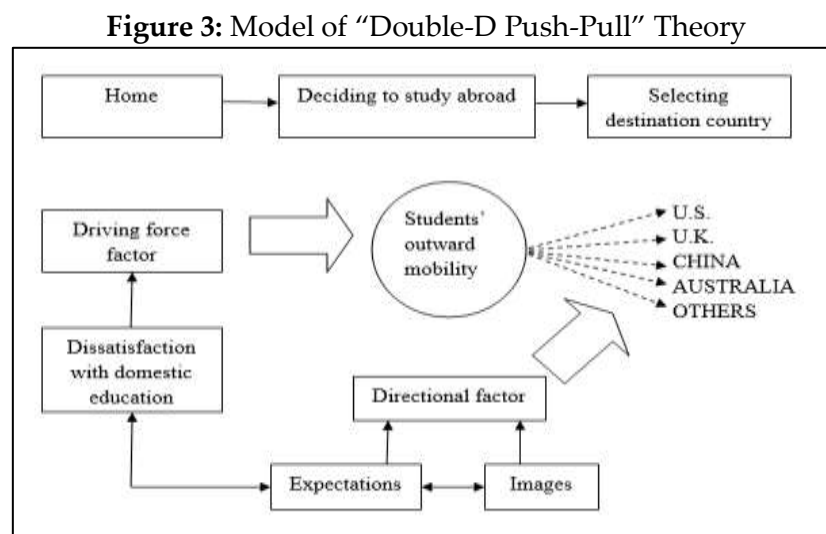 Figure 3: Model of “Double-D Push-Pull” Theory
Home
Deciding to study abroad
Selecting
destination country
Driving force
factor
Students’
outward
mobility
U.S.
U.K.
CHINA
AUSTRALIA
OTHERS
Dissatisfaction
with domestic
education
Directional factor
Expectations
Images